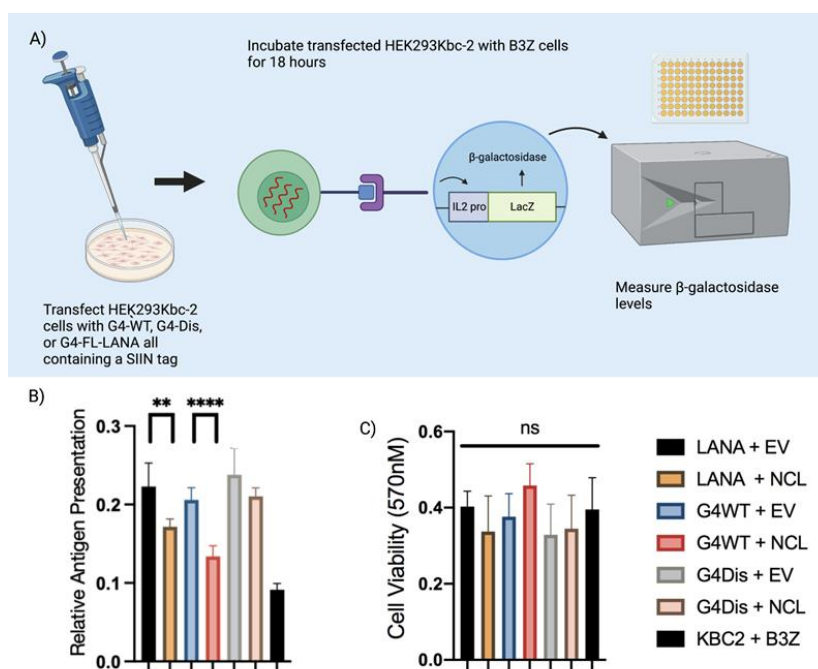 A)
Incubate transfected HEK293Kbc-2 with B3Z cells
for 18 hours
β-galactosidase
IL2 pro
LacZ
Transfect HEK293Kbc-2
cells with G4-WT, G4-Dis,
or G4-FL-LANA all
containing a SIIN tag
Measure β-galactosidase
levels
B)
Relative Antigen Presentation
0.3
0.2
0.1
0.0
**
****
C)
Cell Viability (570nM)
0.6
0.4
0.2
0.0
ns
LANA + EV
LANA + NCL
G4WT + EV
G4WT + NCL
G4Dis + EV
G4Dis + NCL
KBC2 + B3Z